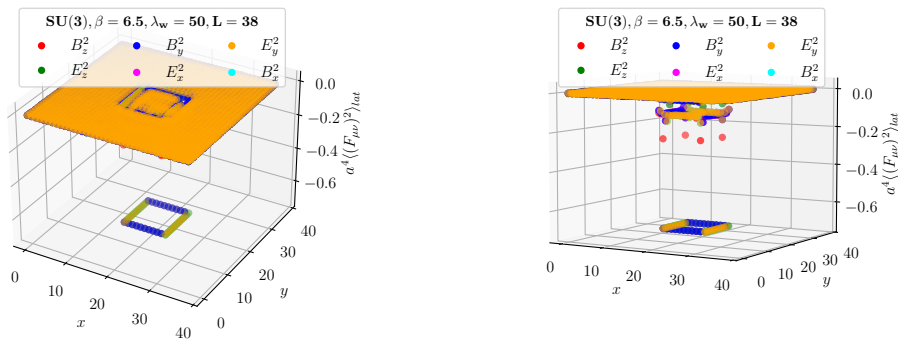 SU(3), β = 6.5, λ_w = 50, L = 38
B_z^2 B_y^2 E_y^2
E_z^2 E_x^2 B_x^2
0.0
−0.2
−0.4
−0.6
a^4⟨(F_μν)^2⟩_lat
0
10
20
30
40
x
0
10
20
30
40
y
SU(3), β = 6.5, λ_w = 50, L = 38
B_z^2 B_y^2 E_y^2
E_z^2 E_x^2 B_x^2
0.0
−0.2
−0.4
−0.6
a^4⟨(F_μν)^2⟩_lat
0
10
20
30
40
x
0
10
20
30
40
y